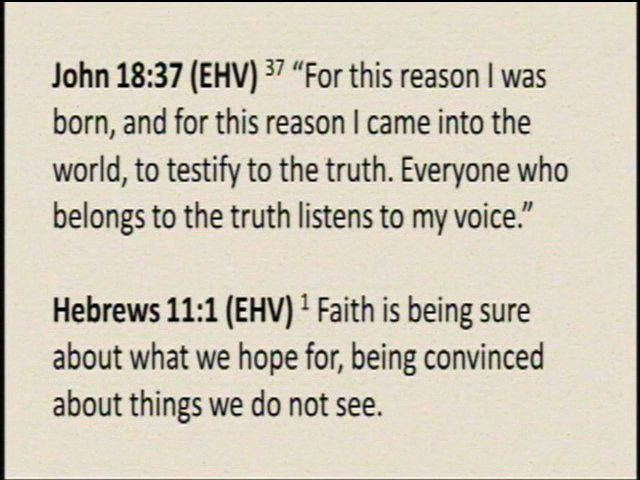 John 18:37 (EHV) 37 “For this reason I was
born, and for this reason I came into the
world, to testify to the truth. Everyone who
belongs to the truth listens to my voice.”
Hebrews 11:1 (EHV) 1 Faith is being sure
about what we hope for, being convinced
about things we do not see.